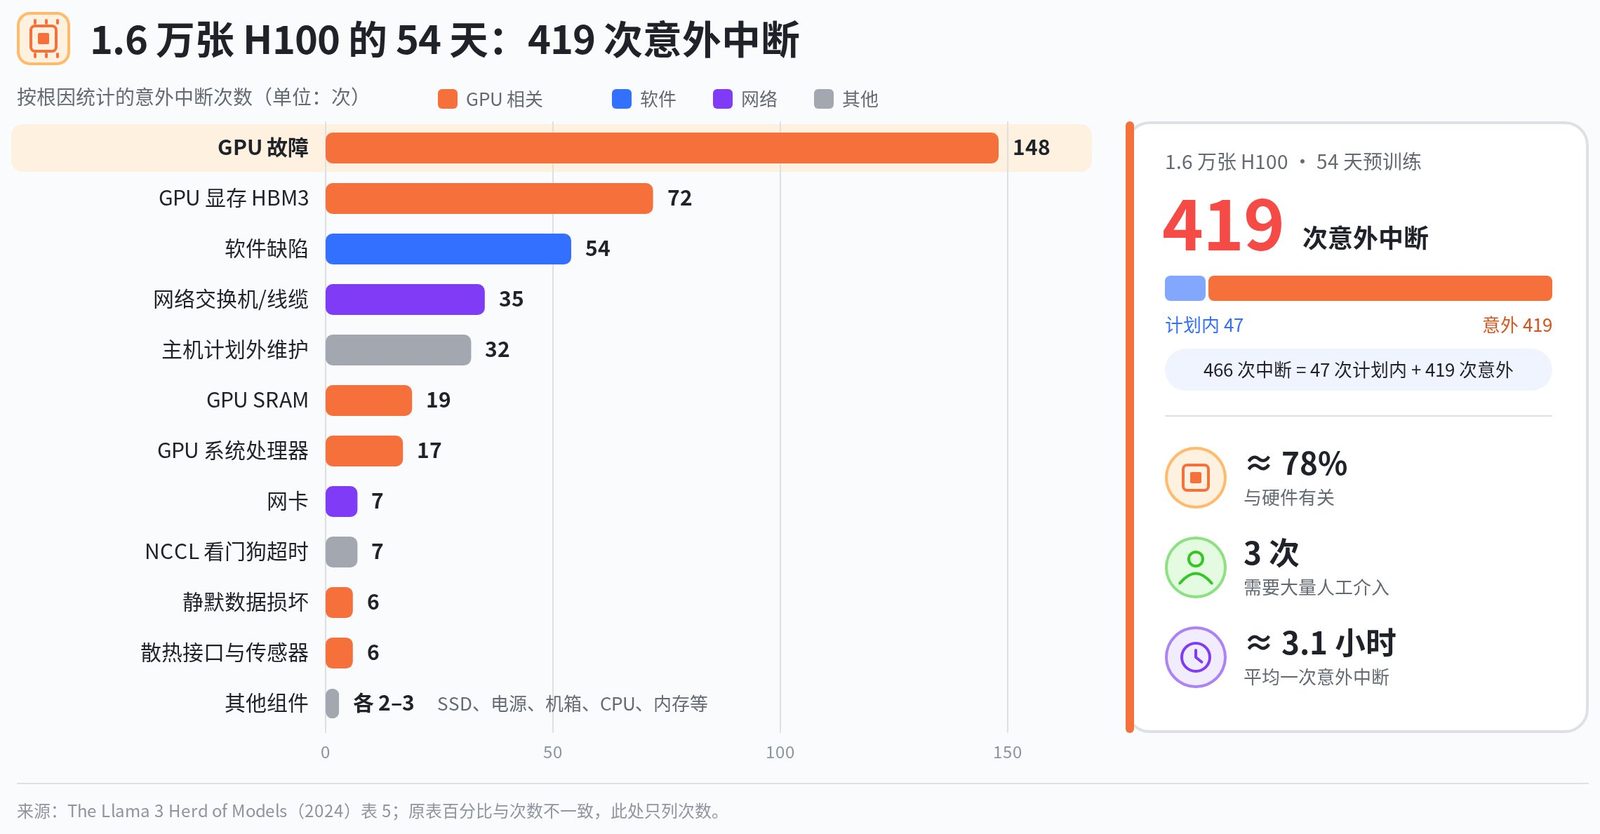 1.6 万张 H100 的 54 天：419 次意外中断
按根因统计的意外中断次数（单位：次）
GPU 相关 软件 网络 其他
GPU 故障 148
GPU 显存 HBM3 72
软件缺陷 54
网络交换机/线缆 35
主机计划外维护 32
GPU SRAM 19
GPU 系统处理器 17
网卡 7
NCCL 看门狗超时 7
静默数据损坏 6
散热接口与传感器 6
其他组件 各 2–3 SSD、电源、机箱、CPU、内存等
0 50 100 150
1.6 万张 H100 • 54 天预训练
419 次意外中断
计划内 47 意外 419
466 次中断 = 47 次计划内 + 419 次意外
≈ 78%
与硬件有关
3 次
需要大量人工介入
≈ 3.1 小时
平均一次意外中断
来源：The Llama 3 Herd of Models（2024）表 5；原表百分比与次数不一致，此处只列次数。